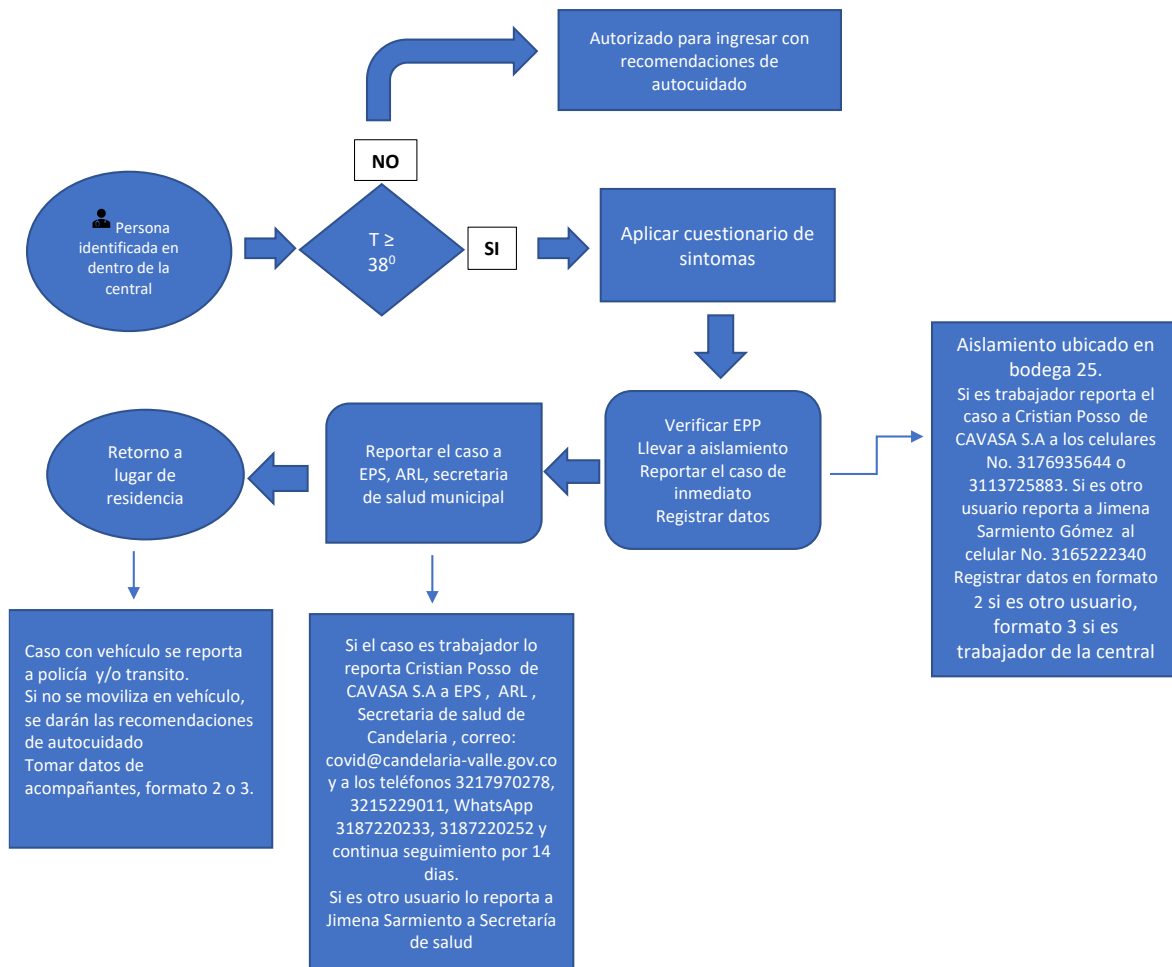 Autorizado para ingresar con
recomendaciones de
autocuidado
NO
Persona
identificada en
dentro de la
central
T ≥
38⁰
SI
Aplicar cuestionario de
sintomas
Aislamiento ubicado en
bodega 25.
Si es trabajador reporta el
caso a Cristian Posso de
CAVASA S.A a los celulares
No. 3176935644 o
3113725883. Si es otro
usuario reporta a Jimena
Sarmiento Gómez al
celular No. 3165222340
Registrar datos en formato
2 si es otro usuario,
formato 3 si es
trabajador de la central
Verificar EPP
Llevar a aislamiento
Reportar el caso de
inmediato
Registrar datos
Reportar el caso a
EPS, ARL, secretaria
de salud municipal
Retorno a
lugar de
residencia
Caso con vehículo se reporta
a policía y/o transito.
Si no se moviliza en vehículo,
se darán las recomendaciones
de autocuidado
Tomar datos de
acompañantes, formato 2 o 3.
Si el caso es trabajador lo
reporta Cristian Posso de
CAVASA S.A a EPS , ARL ,
Secretaria de salud de
Candelaria , correo:
covid@candelaria-valle.gov.co
y a los teléfonos 3217970278,
3215229011, WhatsApp
3187220233, 3187220252 y
continua seguimiento por 14
dias.
Si es otro usuario lo reporta a
Jimena Sarmiento a Secretaría
de salud